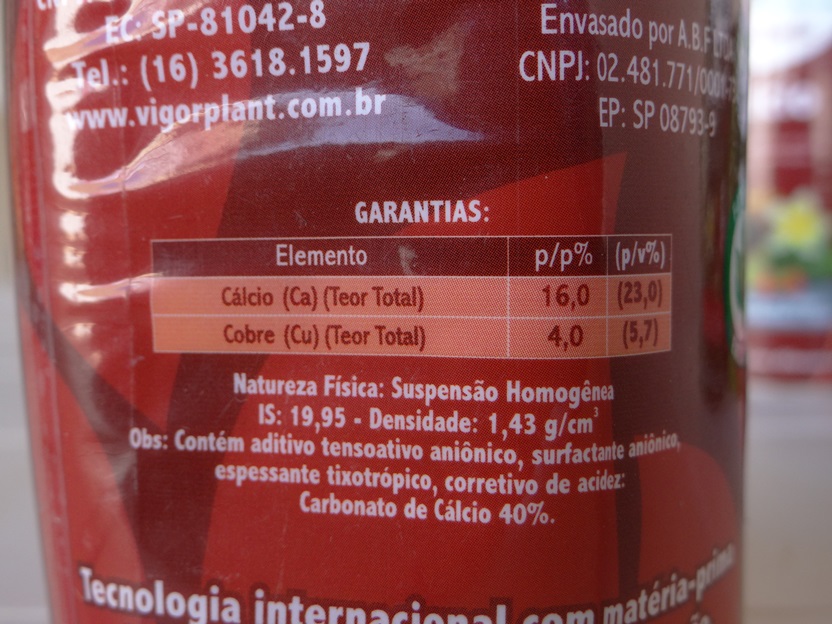 EC: SP-81042-8
Tel.: (16) 3618.1597
www.vigorplant.com.br
Envasado por A.B.F LTDA
CNPJ: 02.481.771/0001
EP: SP 08793-9
GARANTIAS:
Elemento p/p% (p/v%)
Cálcio (Ca) (Teor Total) 16,0 (23,0)
Cobre (Cu) (Teor Total) 4,0 (5,7)
Natureza Física: Suspensão Homogênea
IS: 19,95 - Densidade: 1,43 g/cm³
Obs: Contém aditivo tensoativo aniônico, surfactante aniônico,
espessante tixotrópico, corretivo de acidez:
Carbonato de Cálcio 40%.
Tecnologia internacional com matéria-prima